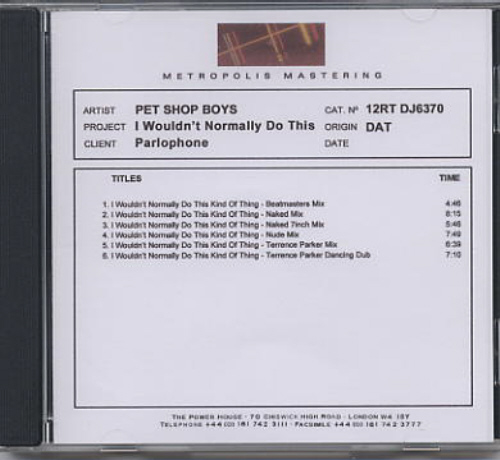 METROPOLIS MASTERING
ARTIST PET SHOP BOYS CAT. Nº 12RT DJ6370
PROJECT I Wouldn't Normally Do This ORIGIN DAT
CLIENT Parlophone DATE
TITLES TIME
1. I Wouldn't Normally Do This Kind Of Thing - Beatmasters Mix 4:46
2. I Wouldn't Normally Do This Kind Of Thing - Naked Mix 8:15
3. I Wouldn't Normally Do This Kind Of Thing - Naked 7inch Mix 5:46
4. I Wouldn't Normally Do This Kind Of Thing - Nude Mix 7:49
5. I Wouldn't Normally Do This Kind Of Thing - Terrence Parker Mix 6:39
6. I Wouldn't Normally Do This Kind Of Thing - Terrence Parker Dancing Dub 7:10
THE POWER HOUSE - 70 CHISWICK HIGH ROAD - LONDON W4 1SY
TELEPHONE +44 (0) 181 742 3111 - FACSIMILE +44 (0) 181 742 3777